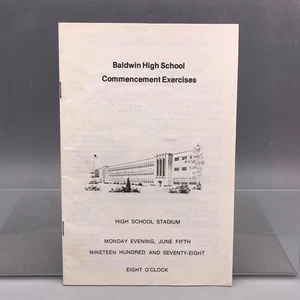 Baldwin High School
Commencement Exercises
HIGH SCHOOL STADIUM
MONDAY EVENING, JUNE FIFTH
NINETEEN HUNDRED AND SEVENTY-EIGHT
EIGHT O'CLOCK